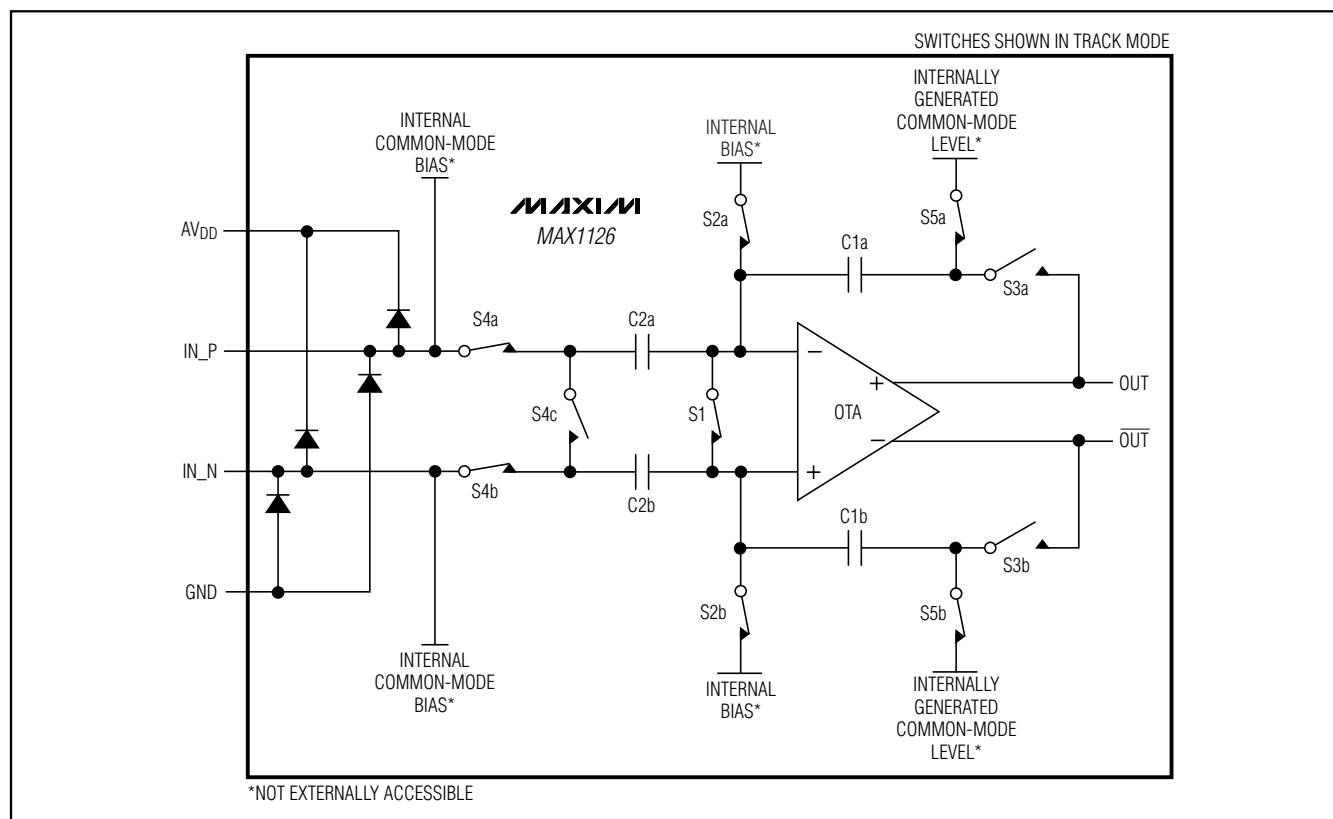 SWITCHES SHOWN IN TRACK MODE
INTERNAL
COMMON-MODE
BIAS*
INTERNAL
BIAS*
INTERNALLY
GENERATED
COMMON-MODE
LEVEL*
MAXIM
MAX1126
S2a
S5a
AVDD
C1a
S3a
S4a
C2a
IN_P
−
+
OUT
S4c
S1
OTA
−
OUT
IN_N
+
S4b
C2b
C1b
S3b
GND
S2b
S5b
INTERNAL
COMMON-MODE
BIAS*
INTERNAL
BIAS*
INTERNALLY
GENERATED
COMMON-MODE
LEVEL*
*NOT EXTERNALLY ACCESSIBLE